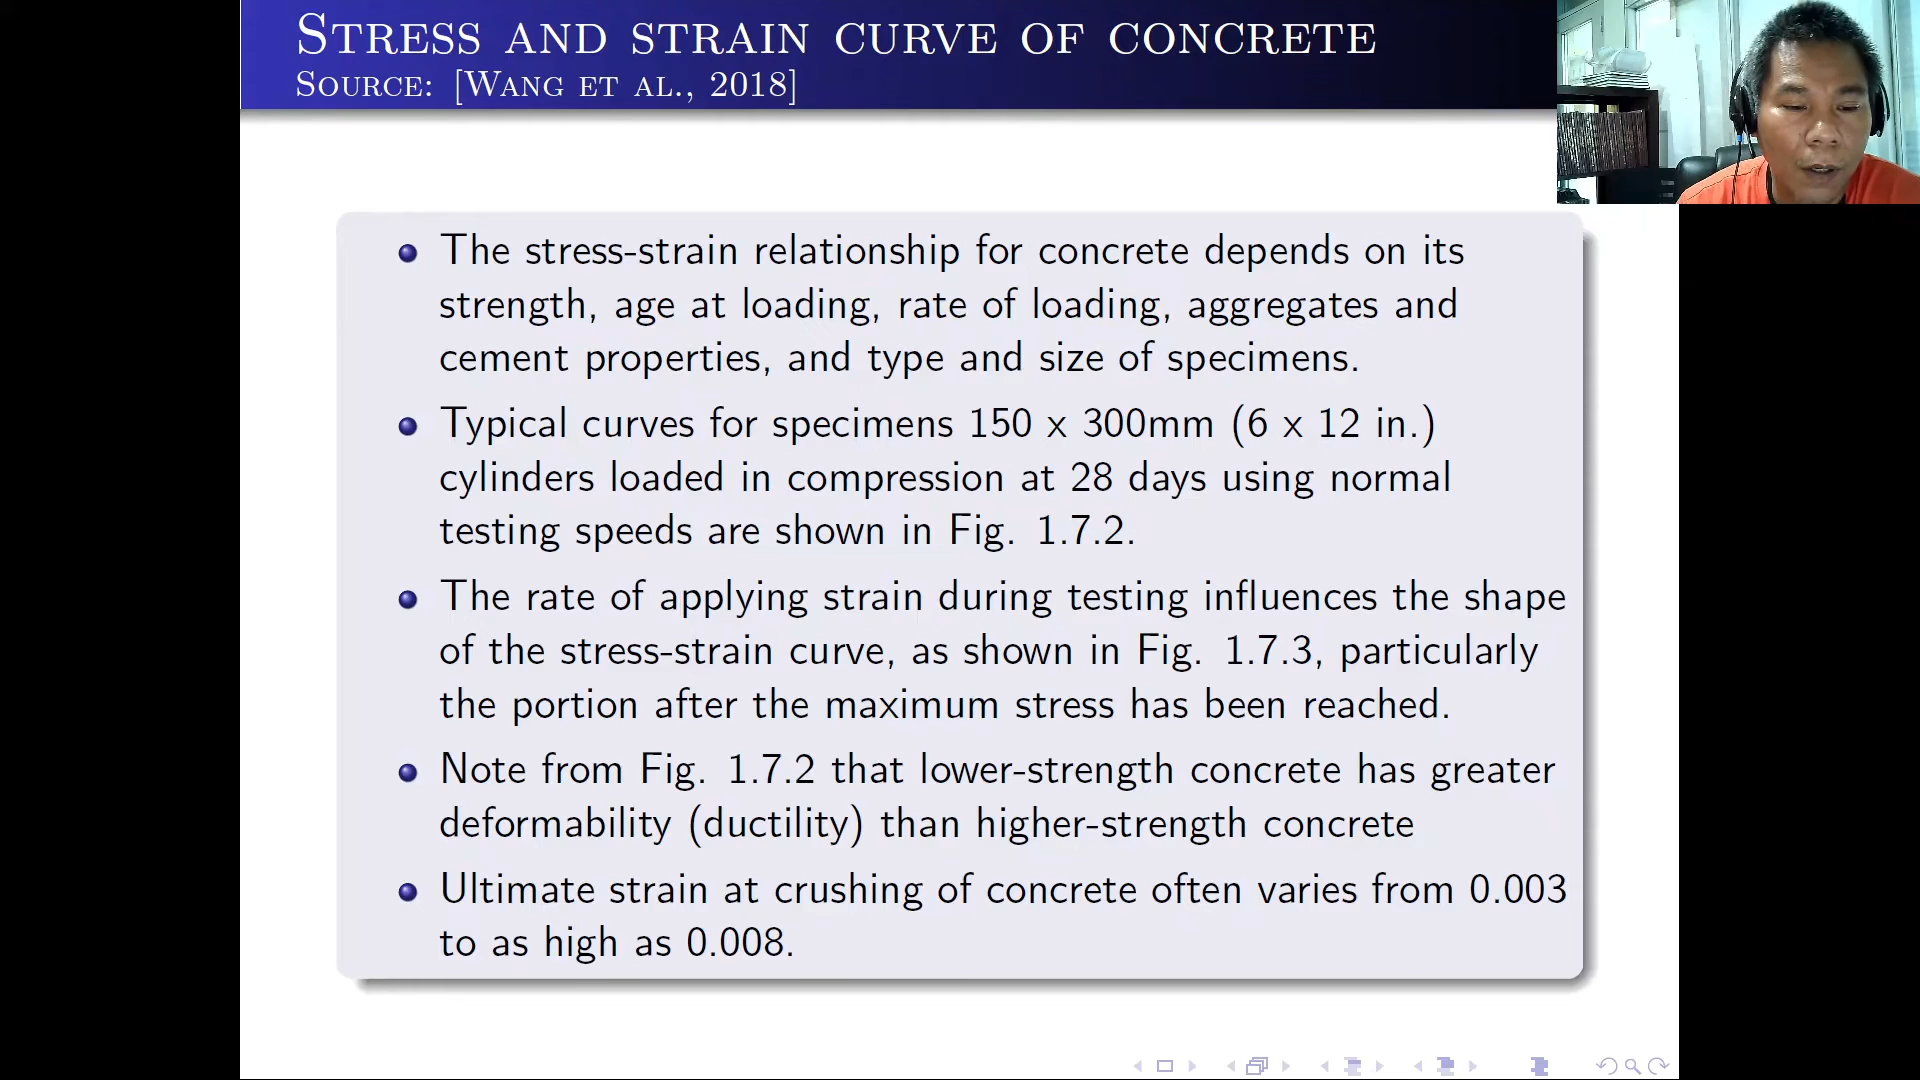 STRESS AND STRAIN CURVE OF CONCRETE
SOURCE: [WANG ET AL., 2018]
The stress-strain relationship for concrete depends on its
strength, age at loading, rate of loading, aggregates and
cement properties, and type and size of specimens.
Typical curves for specimens 150 x 300mm (6 x 12 in.)
cylinders loaded in compression at 28 days using normal
testing speeds are shown in Fig. 1.7.2.
The rate of applying strain during testing influences the shape
of the stress-strain curve, as shown in Fig. 1.7.3, particularly
the portion after the maximum stress has been reached.
Note from Fig. 1.7.2 that lower-strength concrete has greater
deformability (ductility) than higher-strength concrete
Ultimate strain at crushing of concrete often varies from 0.003
to as high as 0.008.